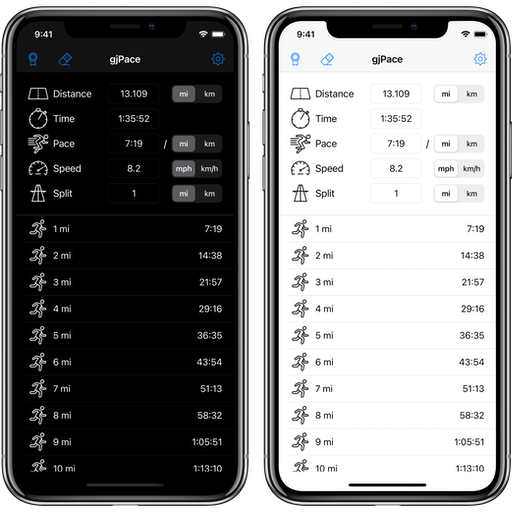 9:41
gjPace
Distance 13.109 mi km
Time 1:35:52
Pace 7:19 / mi km
Speed 8.2 mph km/h
Split 1 mi km
1 mi 7:19
2 mi 14:38
3 mi 21:57
4 mi 29:16
5 mi 36:35
6 mi 43:54
7 mi 51:13
8 mi 58:32
9 mi 1:05:51
10 mi 1:13:10
9:41
gjPace
Distance 13.109 mi km
Time 1:35:52
Pace 7:19 / mi km
Speed 8.2 mph km/h
Split 1 mi km
1 mi 7:19
2 mi 14:38
3 mi 21:57
4 mi 29:16
5 mi 36:35
6 mi 43:54
7 mi 51:13
8 mi 58:32
9 mi 1:05:51
10 mi 1:13:10